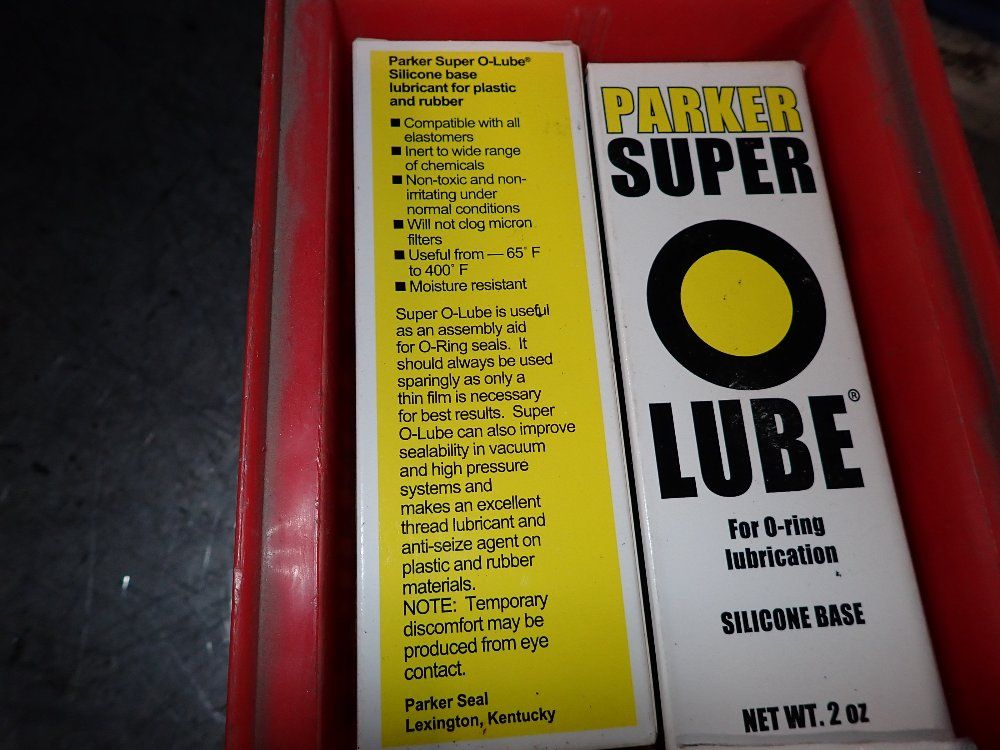 Parker Super O-Lube®
Silicone base
lubricant for plastic
and rubber
■ Compatible with all
elastomers
■ Inert to wide range
of chemicals
■ Non-toxic and non-
irritating under
normal conditions
■ Will not clog micron
filters
■ Useful from — 65° F
to 400° F
■ Moisture resistant
Super O-Lube is useful
as an assembly aid
for O-Ring seals. It
should always be used
sparingly as only a
thin film is necessary
for best results. Super
O-Lube can also improve
sealability in vacuum
and high pressure
systems and
makes an excellent
thread lubricant and
anti-seize agent on
plastic and rubber
materials.
NOTE: Temporary
discomfort may be
produced from eye
contact.
Parker Seal
Lexington, Kentucky
PARKER
SUPER
O
LUBE®
For O-ring
lubrication
SILICONE BASE
NET WT. 2 oz